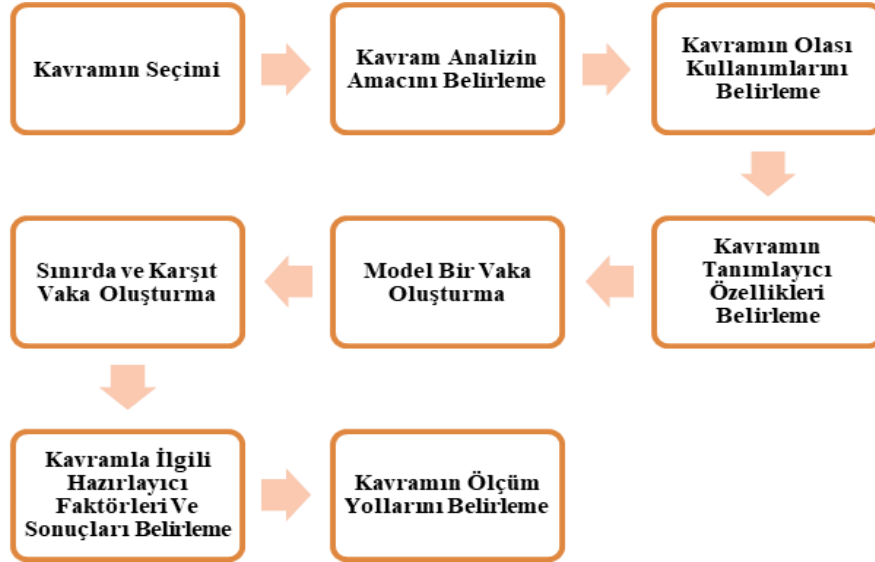 Kavramın Seçimi
Kavram Analizin
Amacını Belirleme
Kavramın Olası
Kullanımlarını
Belirleme
Kavramın
Tanımlayıcı
Özellikleri
Belirleme
Model Bir Vaka
Oluşturma
Sınırda ve Karşıt
Vaka Oluşturma
Kavramla İlgili
Hazırlayıcı
Faktörleri Ve
Sonuçları Belirleme
Kavramın Ölçüm
Yollarını Belirleme